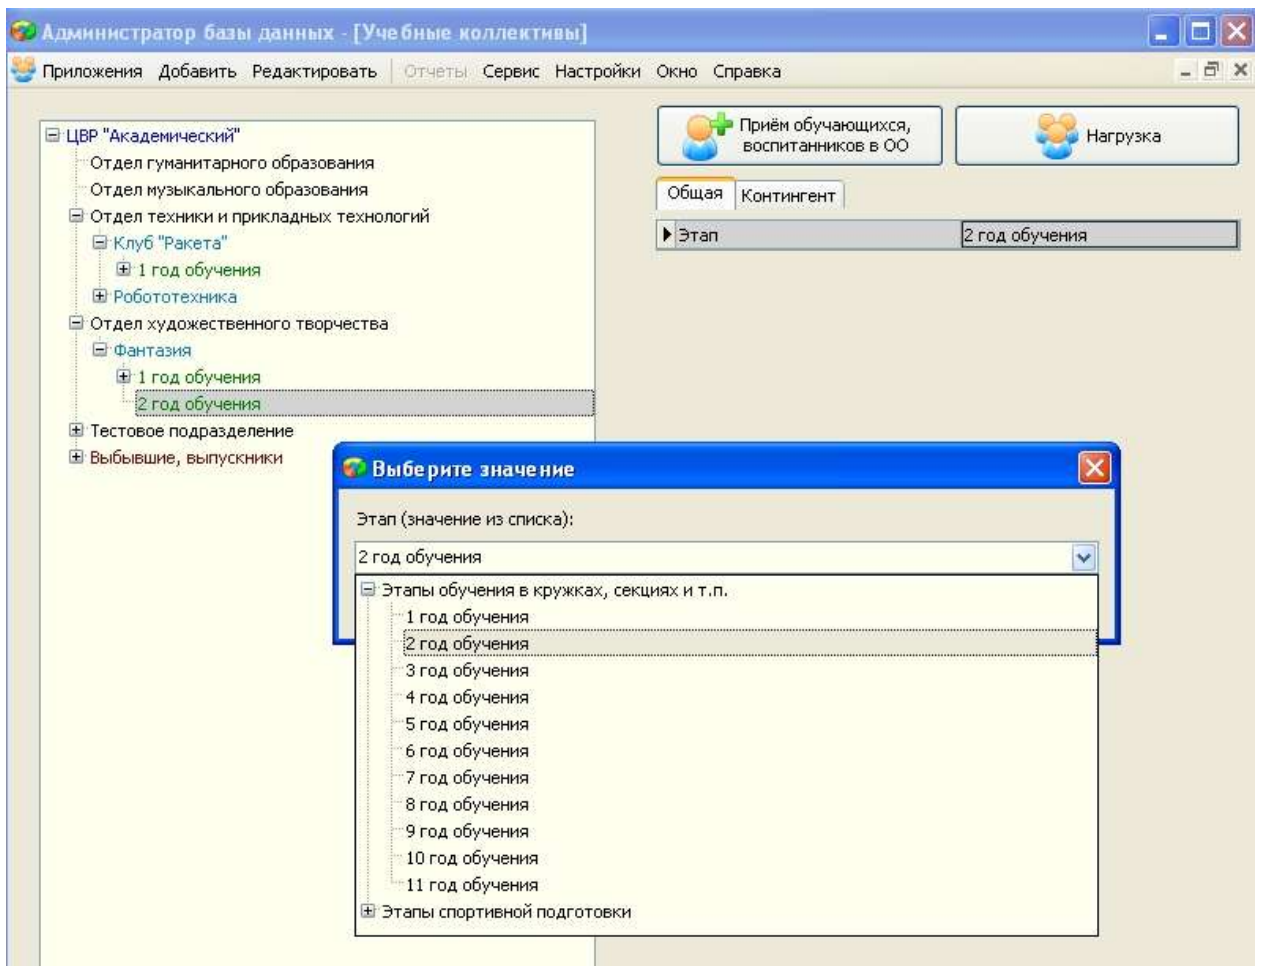 Администратор базы данных - [Учебные коллективы]
Приложения Добавить Редактировать Отчеты Сервис Настройки Окно Справка
ЦВР "Академический"
Отдел гуманитарного образования
Отдел музыкального образования
Отдел техники и прикладных технологий
Клуб "Ракета"
1 год обучения
Робототехника
Отдел художественного творчества
Фантазия
1 год обучения
2 год обучения
Тестовое подразделение
Выбывшие, выпускники
Приём обучающихся,
воспитанников в ОО
Нагрузка
Общая Контингент
Этап 2 год обучения
Выберите значение
Этап (значение из списка):
2 год обучения
Этапы обучения в кружках, секциях и т.п.
1 год обучения
2 год обучения
3 год обучения
4 год обучения
5 год обучения
6 год обучения
7 год обучения
8 год обучения
9 год обучения
10 год обучения
11 год обучения
Этапы спортивной подготовки